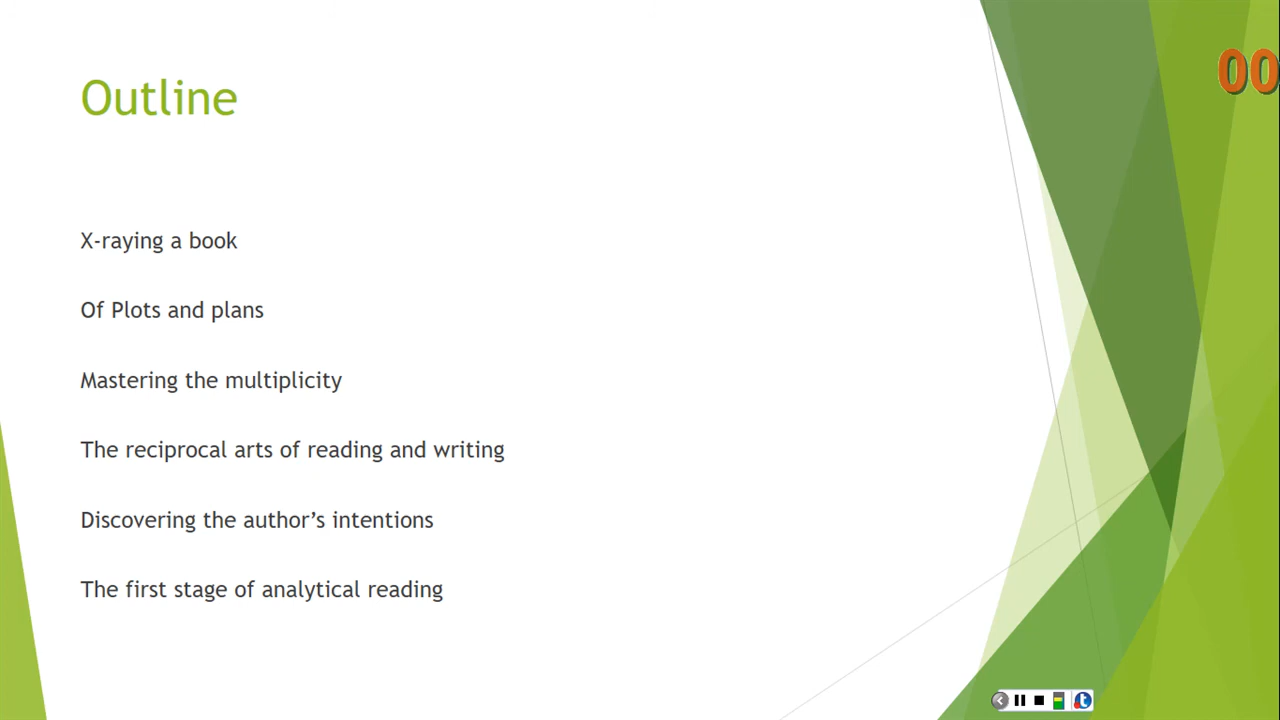 Outline
00
X-raying a book
Of Plots and plans
Mastering the multiplicity
The reciprocal arts of reading and writing
Discovering the author’s intentions
The first stage of analytical reading
t